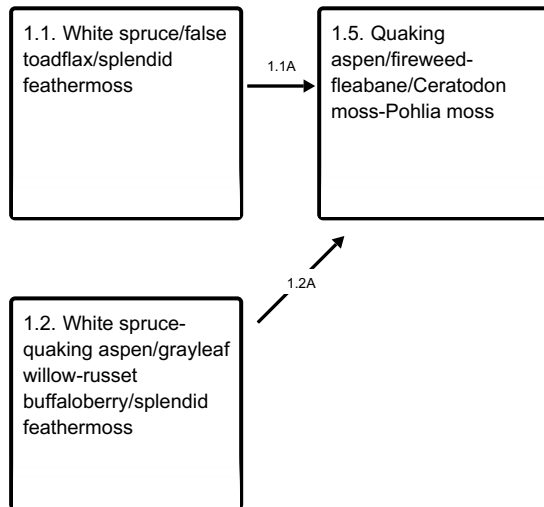 1.1. White spruce/false
toadflax/splendid
feathermoss
1.1A
1.5. Quaking
aspen/fireweed-
fleabane/Ceratodon
moss-Pohlia moss
1.2A
1.2. White spruce-
quaking aspen/grayleaf
willow-russet
buffaloberry/splendid
feathermoss